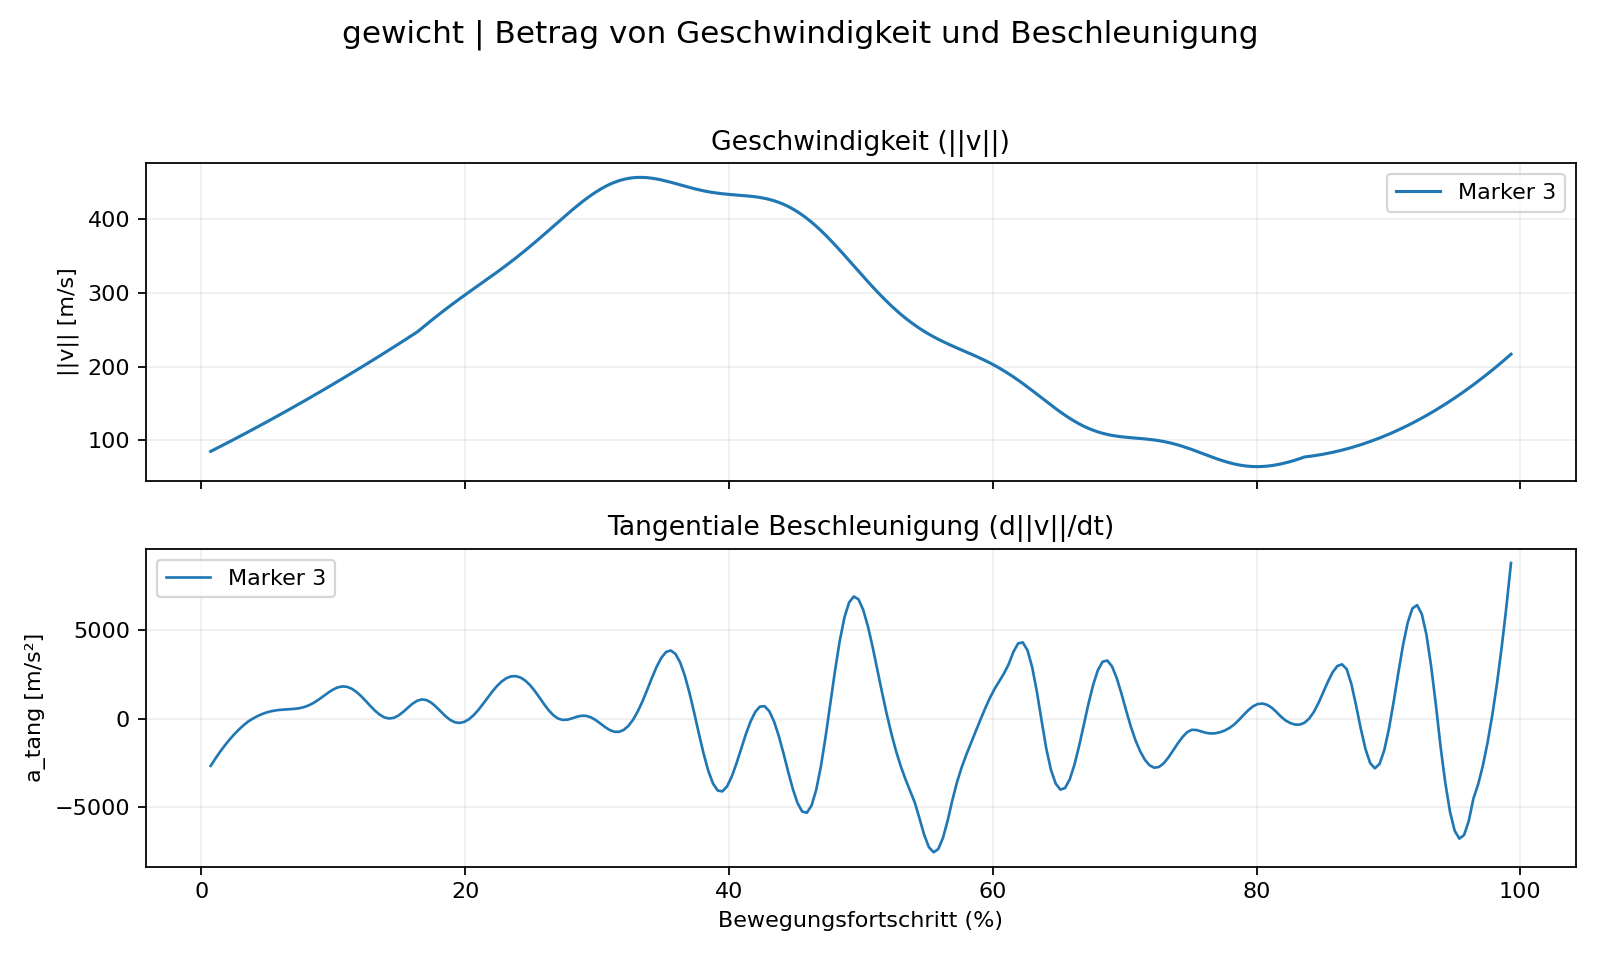 gewicht | Betrag von Geschwindigkeit und Beschleunigung
Geschwindigkeit (||v||)
||v|| [m/s]
400
300
200
100
Marker 3
Tangentiale Beschleunigung (d||v||/dt)
a_tang [m/s²]
5000
0
−5000
Marker 3
0 20 40 60 80 100
Bewegungsfortschritt (%)